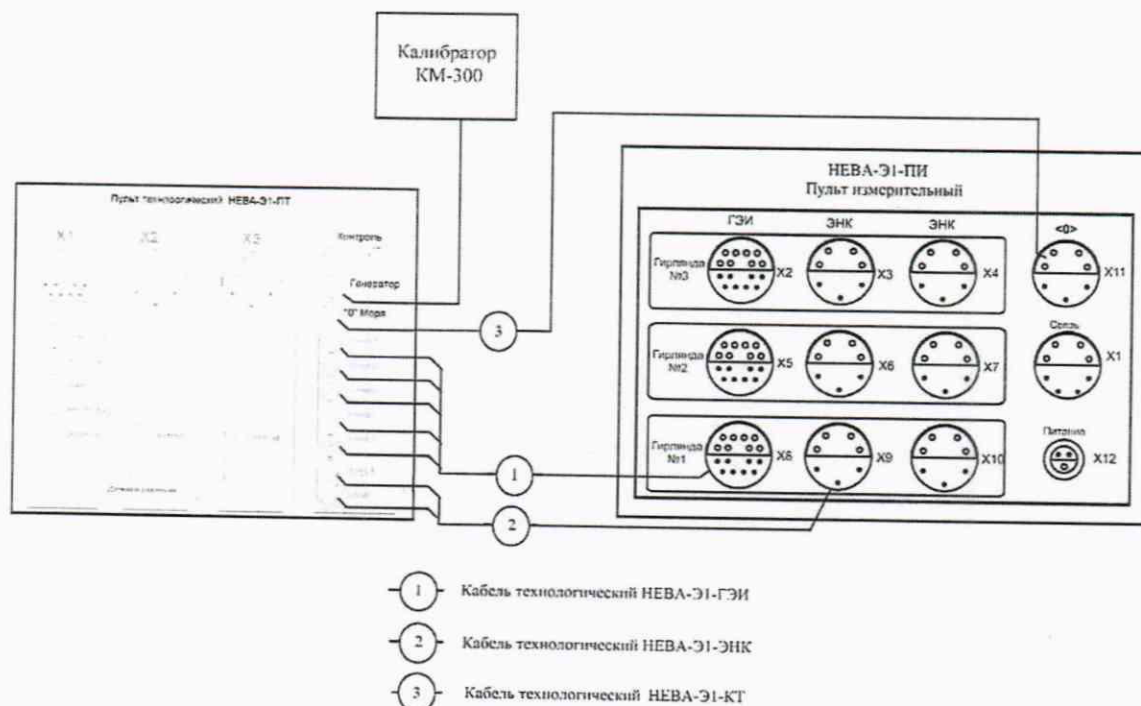 Калибратор
КМ-300
НЕВА-Э1-ПИ
Пульт измерительный
Пульт технологический НЕВА-Э1-ПТ
X1 X2 X3 Контроль
Генератор
"0" Моря
ГЭИ ЭНК ЭНК <0>
Гирлянда
№3
X2 X3 X4 X11
Связь
Гирлянда
№2
X5 X6 X7 X1
Питание
Гирлянда
№1
X8 X9 X10 X12
3
1
2
1 Кабель технологический НЕВА-Э1-ГЭИ
2 Кабель технологический НЕВА-Э1-ЭНК
3 Кабель технологический НЕВА-Э1-КТ